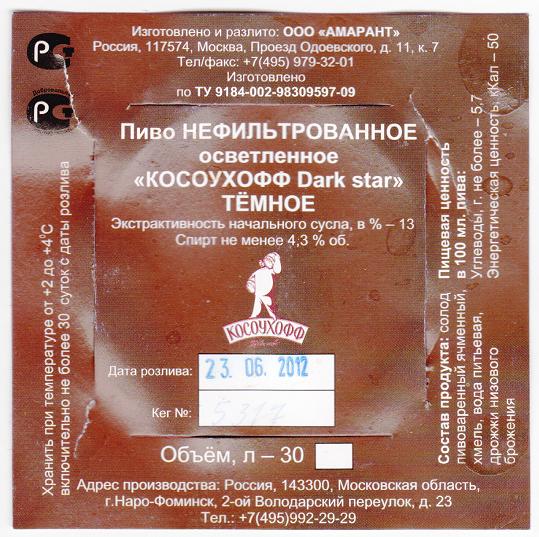 Изготовлено и разлито: ООО «АМАРАНТ»
Россия, 117574, Москва, Проезд Одоевского, д. 11, к. 7
Тел/факс: +7(495) 979-32-01
Изготовлено
по ТУ 9184-002-98309597-09
Пиво НЕФИЛЬТРОВАННОЕ
осветленное
«КОСОУХОФФ Dark star»
ТЁМНОЕ
Экстрактивность начального сусла, в % – 13
Спирт не менее 4,3 % об.
КОСОУХОФФ
Дата розлива: 23. 06. 2012
Кег №: 5317
Объём, л – 30
Адрес производства: Россия, 143300, Московская область,
г.Наро-Фоминск, 2-ой Володарский переулок, д. 23
Тел.: +7(495)992-29-29
Хранить при температуре от +2 до +4°С
включительно не более 30 суток с даты розлива
Состав продукта: солод
пивоваренный ячменный,
хмель, вода питьевая,
дрожжи низового
брожения
Пищевая ценность
в 100 мл. рива:
Углеводы, г. не более – 5,7
Энергетическая ценность, кКал – 50